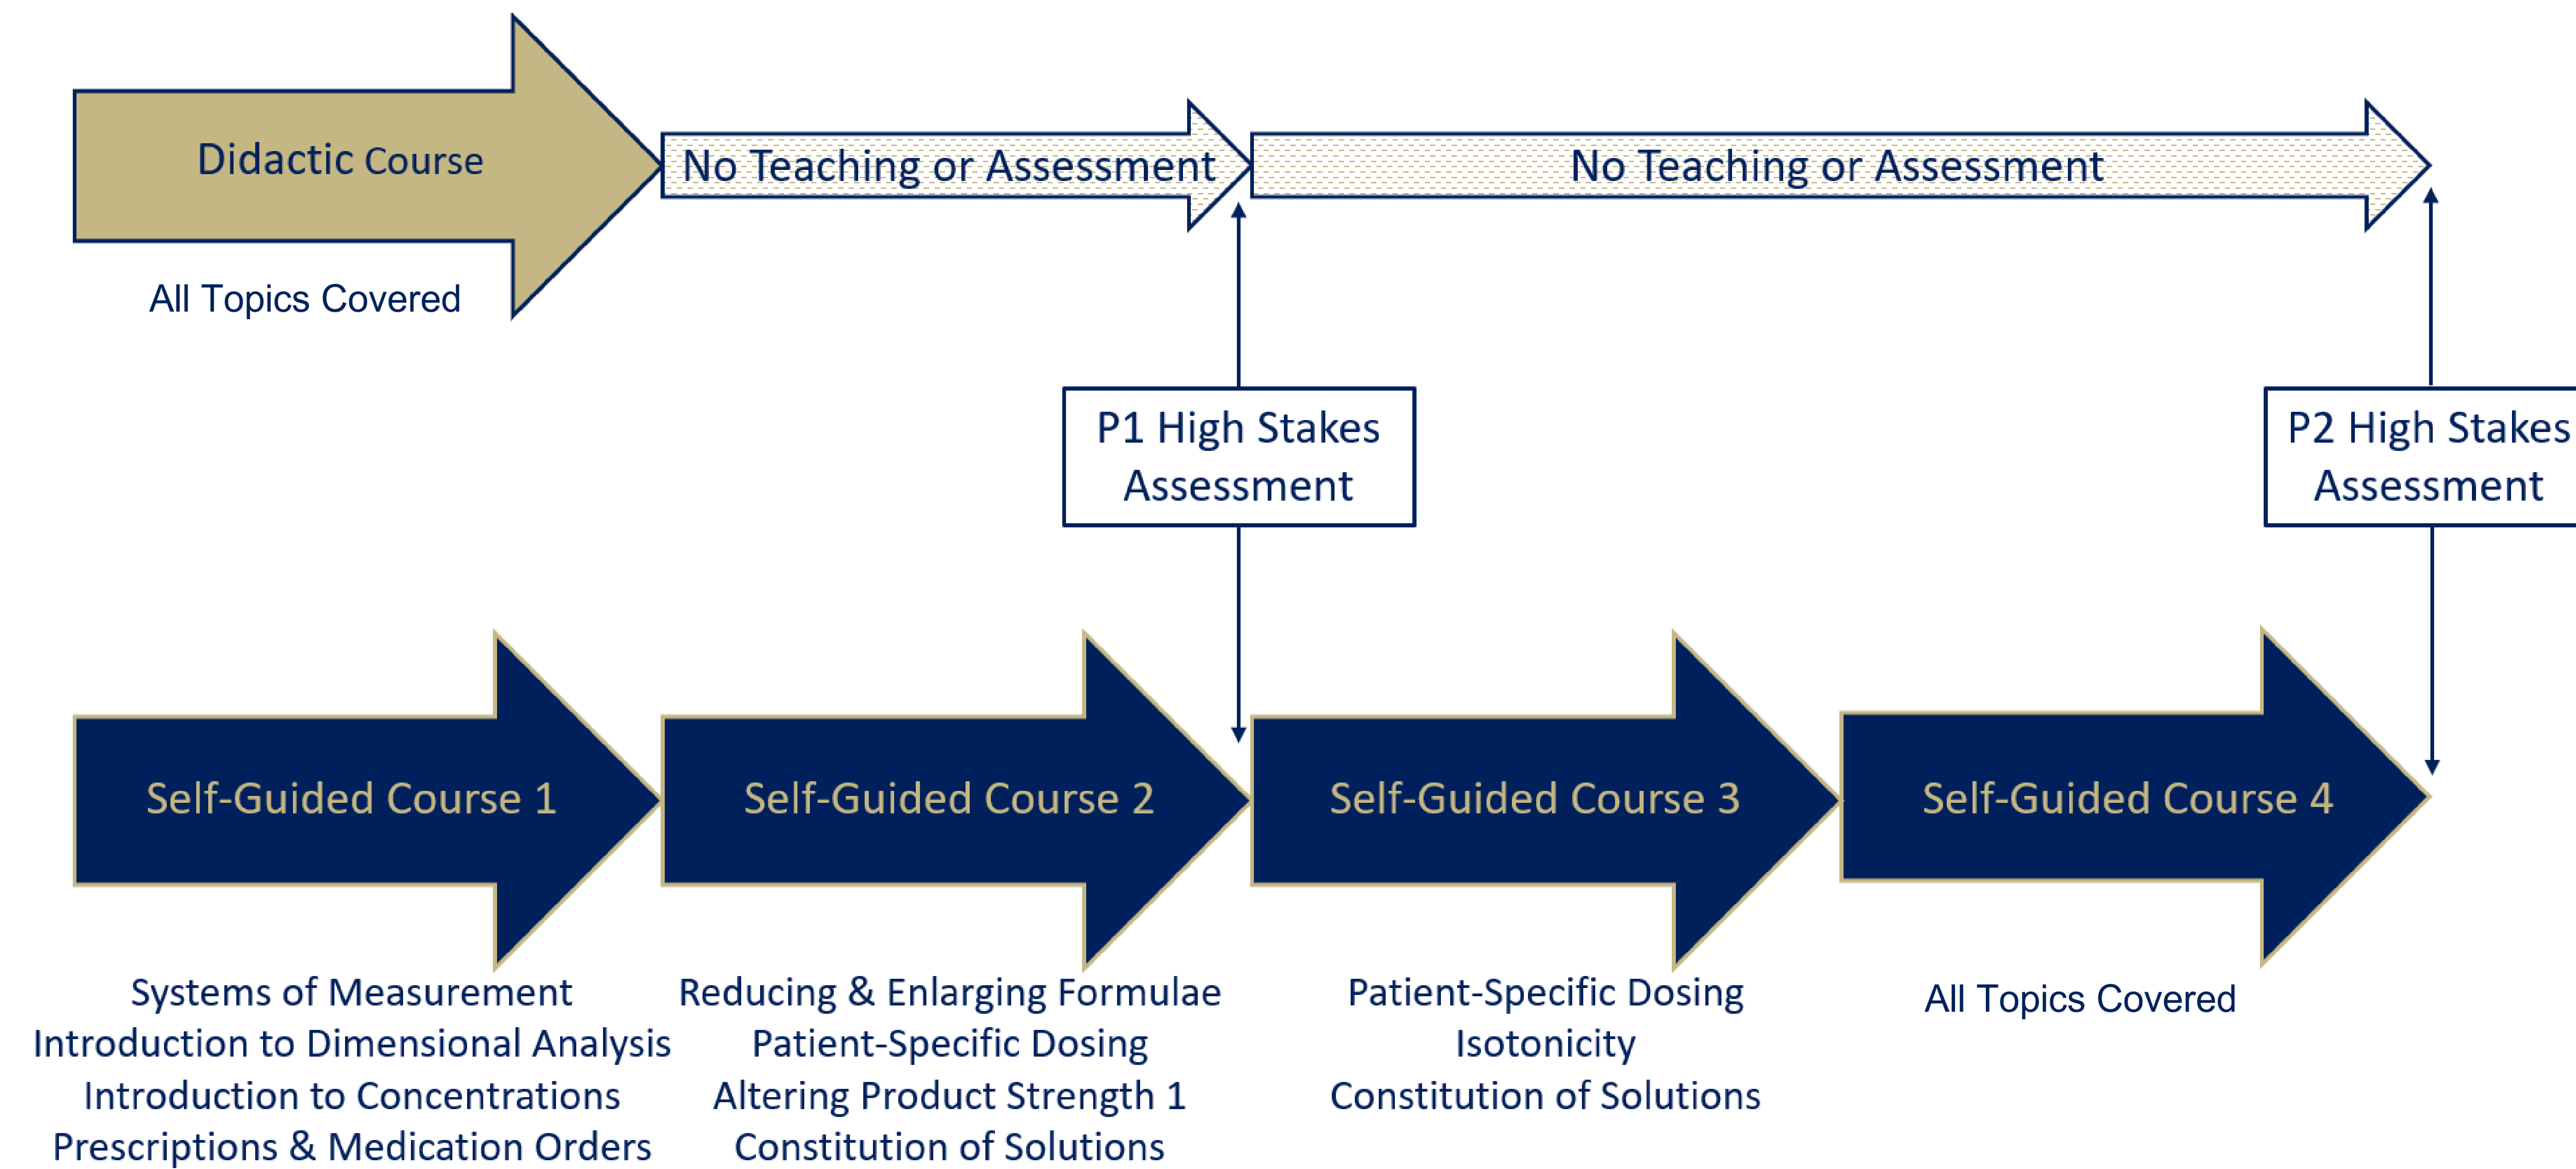 Didactic Course
No Teaching or Assessment
No Teaching or Assessment
All Topics Covered
P1 High Stakes
Assessment
P2 High Stakes
Assessment
Self-Guided Course 1
Self-Guided Course 2
Self-Guided Course 3
Self-Guided Course 4
Systems of Measurement
Introduction to Dimensional Analysis
Introduction to Concentrations
Prescriptions & Medication Orders
Reducing & Enlarging Formulae
Patient-Specific Dosing
Altering Product Strength 1
Constitution of Solutions
Patient-Specific Dosing
Isotonicity
Constitution of Solutions
All Topics Covered